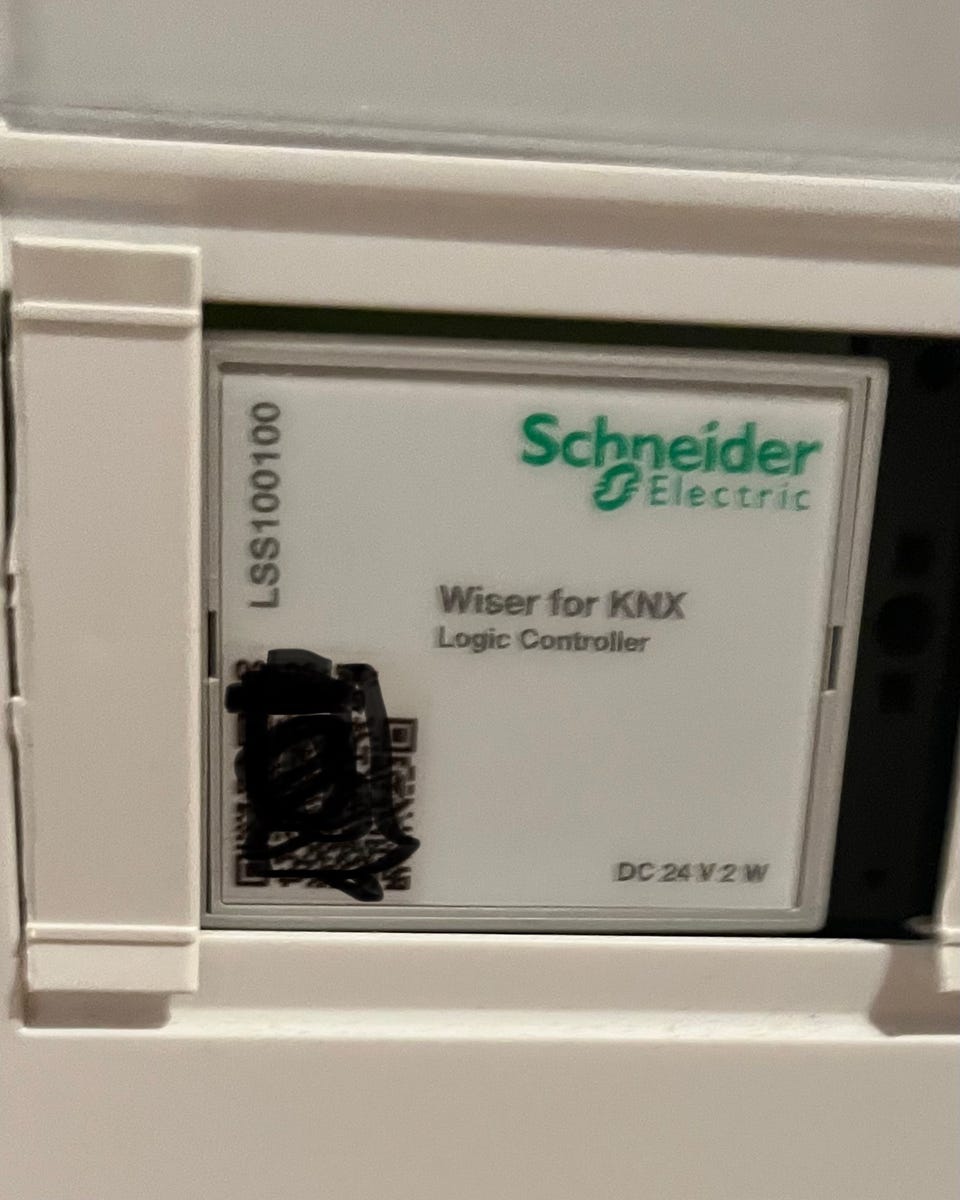 LSS100100
Schneider
Electric
Wiser for KNX
Logic Controller
DC 24 V 2 W